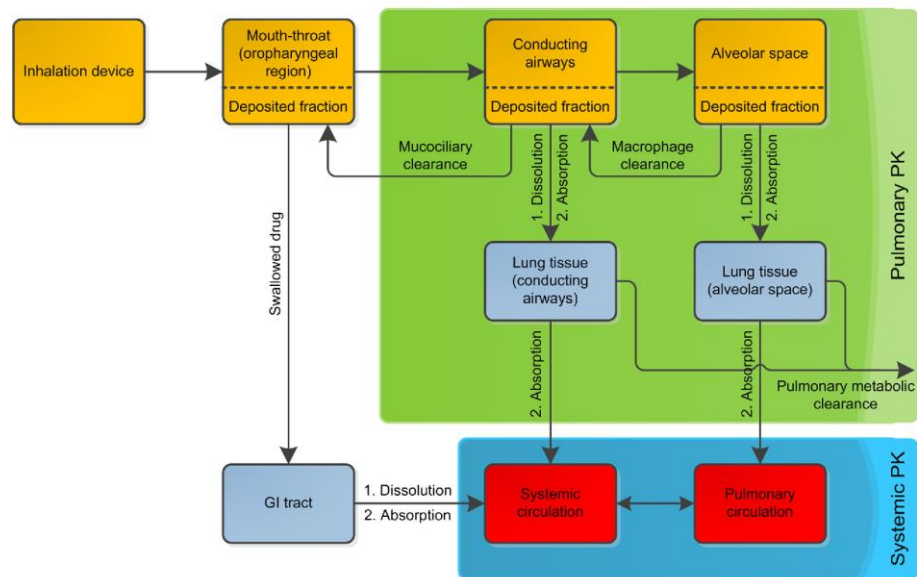 Inhalation device
Mouth-throat
(oropharyngeal
region)
Deposited fraction
Conducting
airways
Deposited fraction
Alveolar space
Deposited fraction
Mucociliary
clearance
Macrophage
clearance
1. Dissolution
2. Absorption
1. Dissolution
2. Absorption
Pulmonary PK
Swallowed drug
Lung tissue
(conducting
airways)
Lung tissue
(alveolar space)
2. Absorption
2. Absorption
Pulmonary metabolic
clearance
GI tract
1. Dissolution
2. Absorption
Systemic
circulation
Pulmonary
circulation
Systemic PK